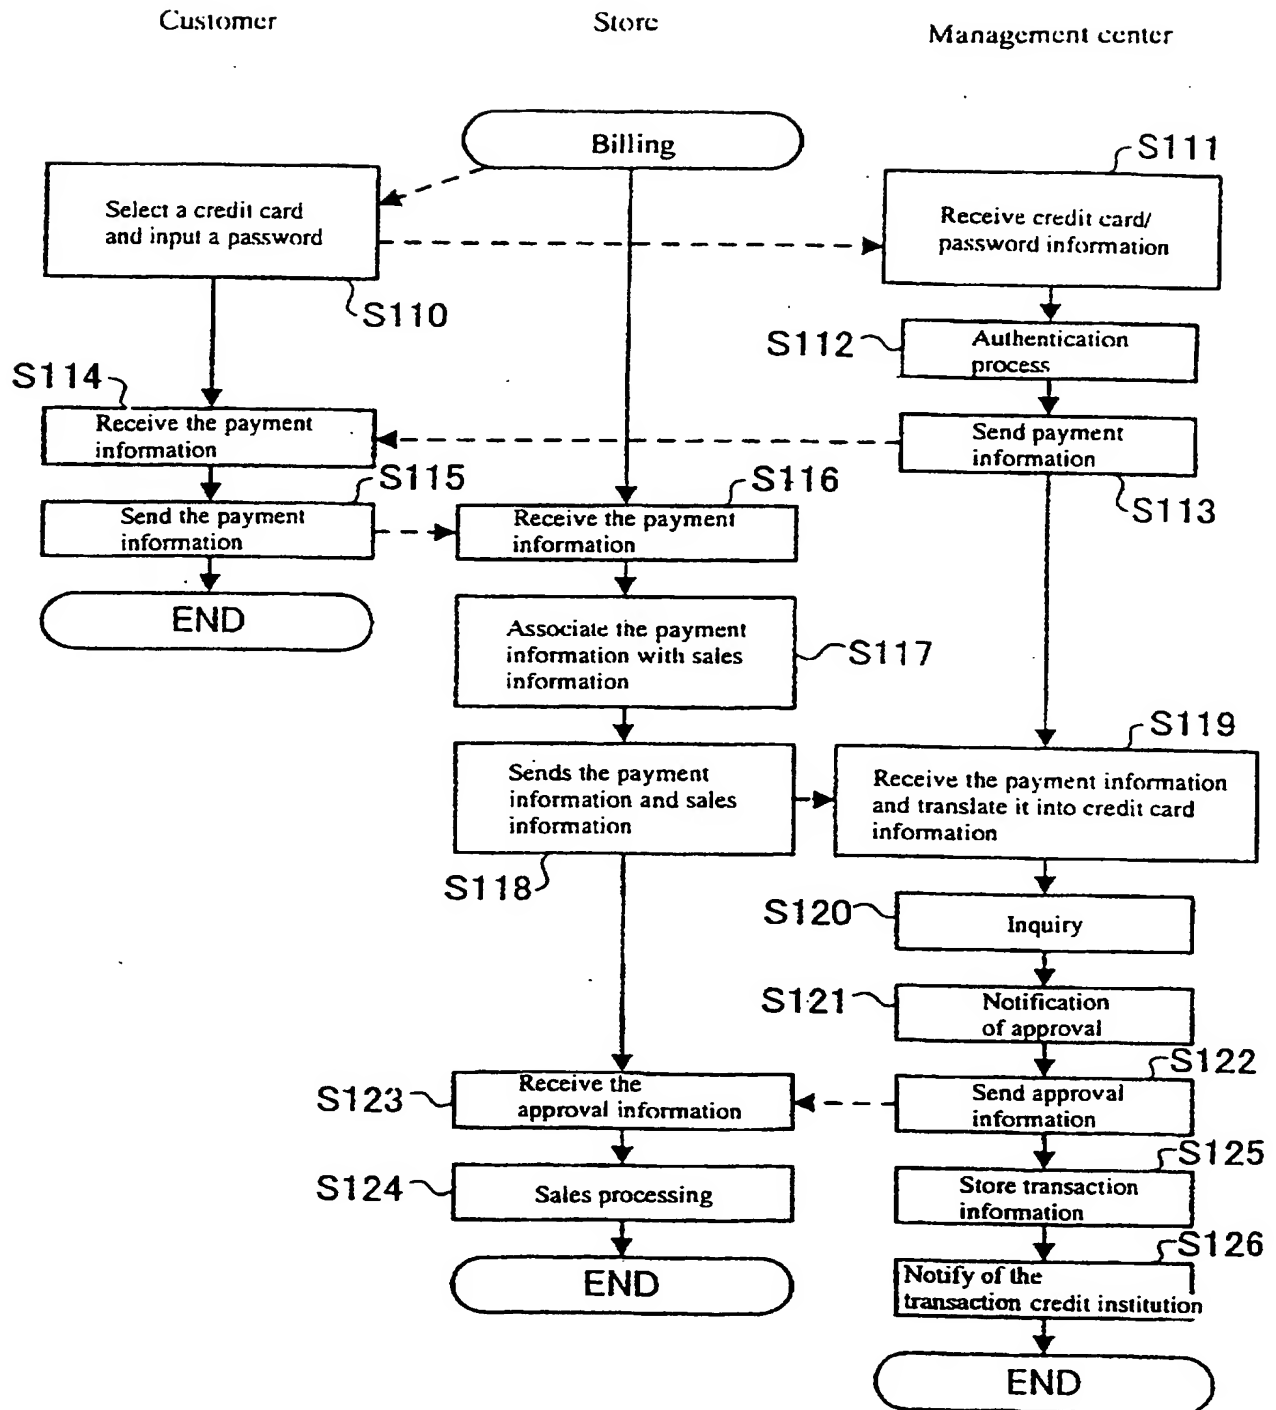 Customer
Store
Management center
Billing
S111
Select a credit card
and input a password
Receive credit card/
password information
S110
S112
Authentication
process
S114
Receive the payment
information
Send payment
information
S115
S116
S113
Send the payment
information
Receive the payment
information
END
Associate the payment
information with sales
information
S117
S119
Sends the payment
information and sales
information
Receive the payment information
and translate it into credit card
information
S118
S120
Inquiry
S121
Notification
of approval
S122
S123
Receive the
approval information
Send approval
information
S125
S124
Sales processing
Store transaction
information
S126
END
Notify of the
transaction credit institution
END